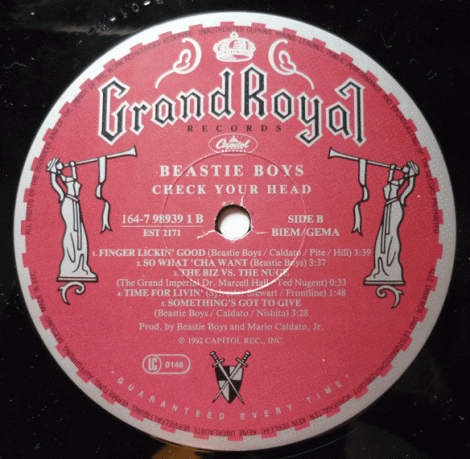 Grand Royal
RECORDS
Capitol
BEASTIE BOYS
CHECK YOUR HEAD
164-7 98939 1 B
EST 2171
SIDE B
BIEM/GEMA
1. FINGER LICKIN' GOOD (Beastie Boys / Caldato / Pite / Hill) 3:39
2. SO WHAT 'CHA WANT (Beastie Boys) 3:37
3. THE BIZ VS. THE NUGE
(The Grand Imperial Dr. Marcell Hall, Ted Nugent) 0:33
4. TIME FOR LIVIN' Stewart / Frontline) 1:48
5. SOMETHING'S GOT TO GIVE
(Beastie Boys / Caldato / Nishita) 3:28
Prod. by Beastie Boys and Mario Caldato, Jr.
℗ 1992 CAPITOL REC., INC.
LC 0148
·GUARANTEED EVERY TIME·